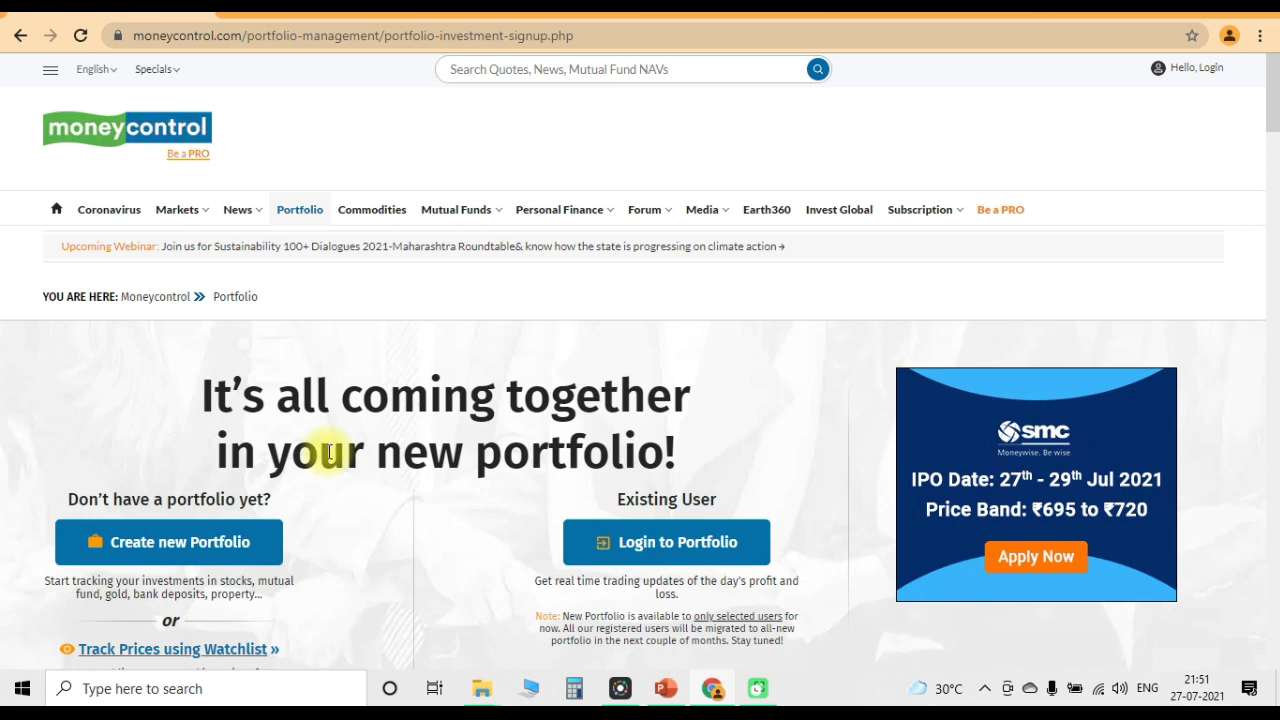 moneycontrol.com/portfolio-management/portfolio-investment-signup.php
English
Specials
Search Quotes, News, Mutual Fund NAVs
Hello, Login
moneycontrol
Be a PRO
Coronavirus Markets News Portfolio Commodities Mutual Funds Personal Finance Forum Media Earth360 Invest Global Subscription Be a PRO
Upcoming Webinar: Join us for Sustainability 100+ Dialogues 2021-Maharashtra Roundtable& know how the state is progressing on climate action →
YOU ARE HERE: Moneycontrol » Portfolio
It's all coming together
in your new portfolio!
Don't have a portfolio yet?
Create new Portfolio
Start tracking your investments in stocks, mutual
fund, gold, bank deposits, property...
or
Track Prices using Watchlist »
Existing User
Login to Portfolio
Get real time trading updates of the day's profit and
loss.
Note: New Portfolio is available to only selected users for
now. All our registered users will be migrated to all-new
portfolio in the next couple of months. Stay tuned!
smc
Moneywise. Be wise
IPO Date: 27th - 29th Jul 2021
Price Band: ₹695 to ₹720
Apply Now
Type here to search
30°C
ENG
21:51
27-07-2021